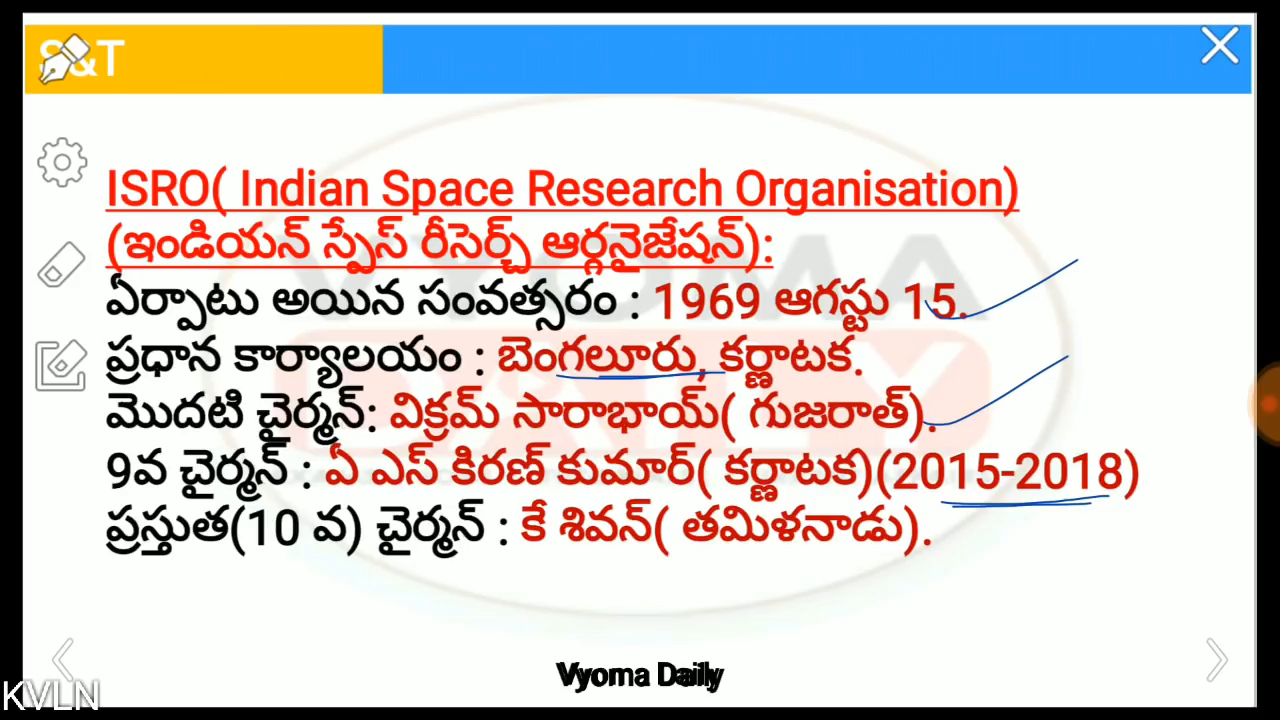 S&T
ISRO( Indian Space Research Organisation)
(ఇండియన్ స్పేస్ రీసెర్చ్ ఆర్గనైజేషన్):
ఏర్పాటు అయిన సంవత్సరం : 1969 ఆగస్టు 15.
ప్రధాన కార్యాలయం : బెంగలూరు, కర్ణాటక.
మొదటి చైర్మన్: విక్రమ్ సారాభాయ్( గుజరాత్).
9వ చైర్మన్ : ఏ ఎస్ కిరణ్ కుమార్( కర్ణాటక)(2015-2018)
ప్రస్తుత(10 వ) చైర్మన్ : కే శివన్( తమిళనాడు).
Vyoma Daily
KVLN